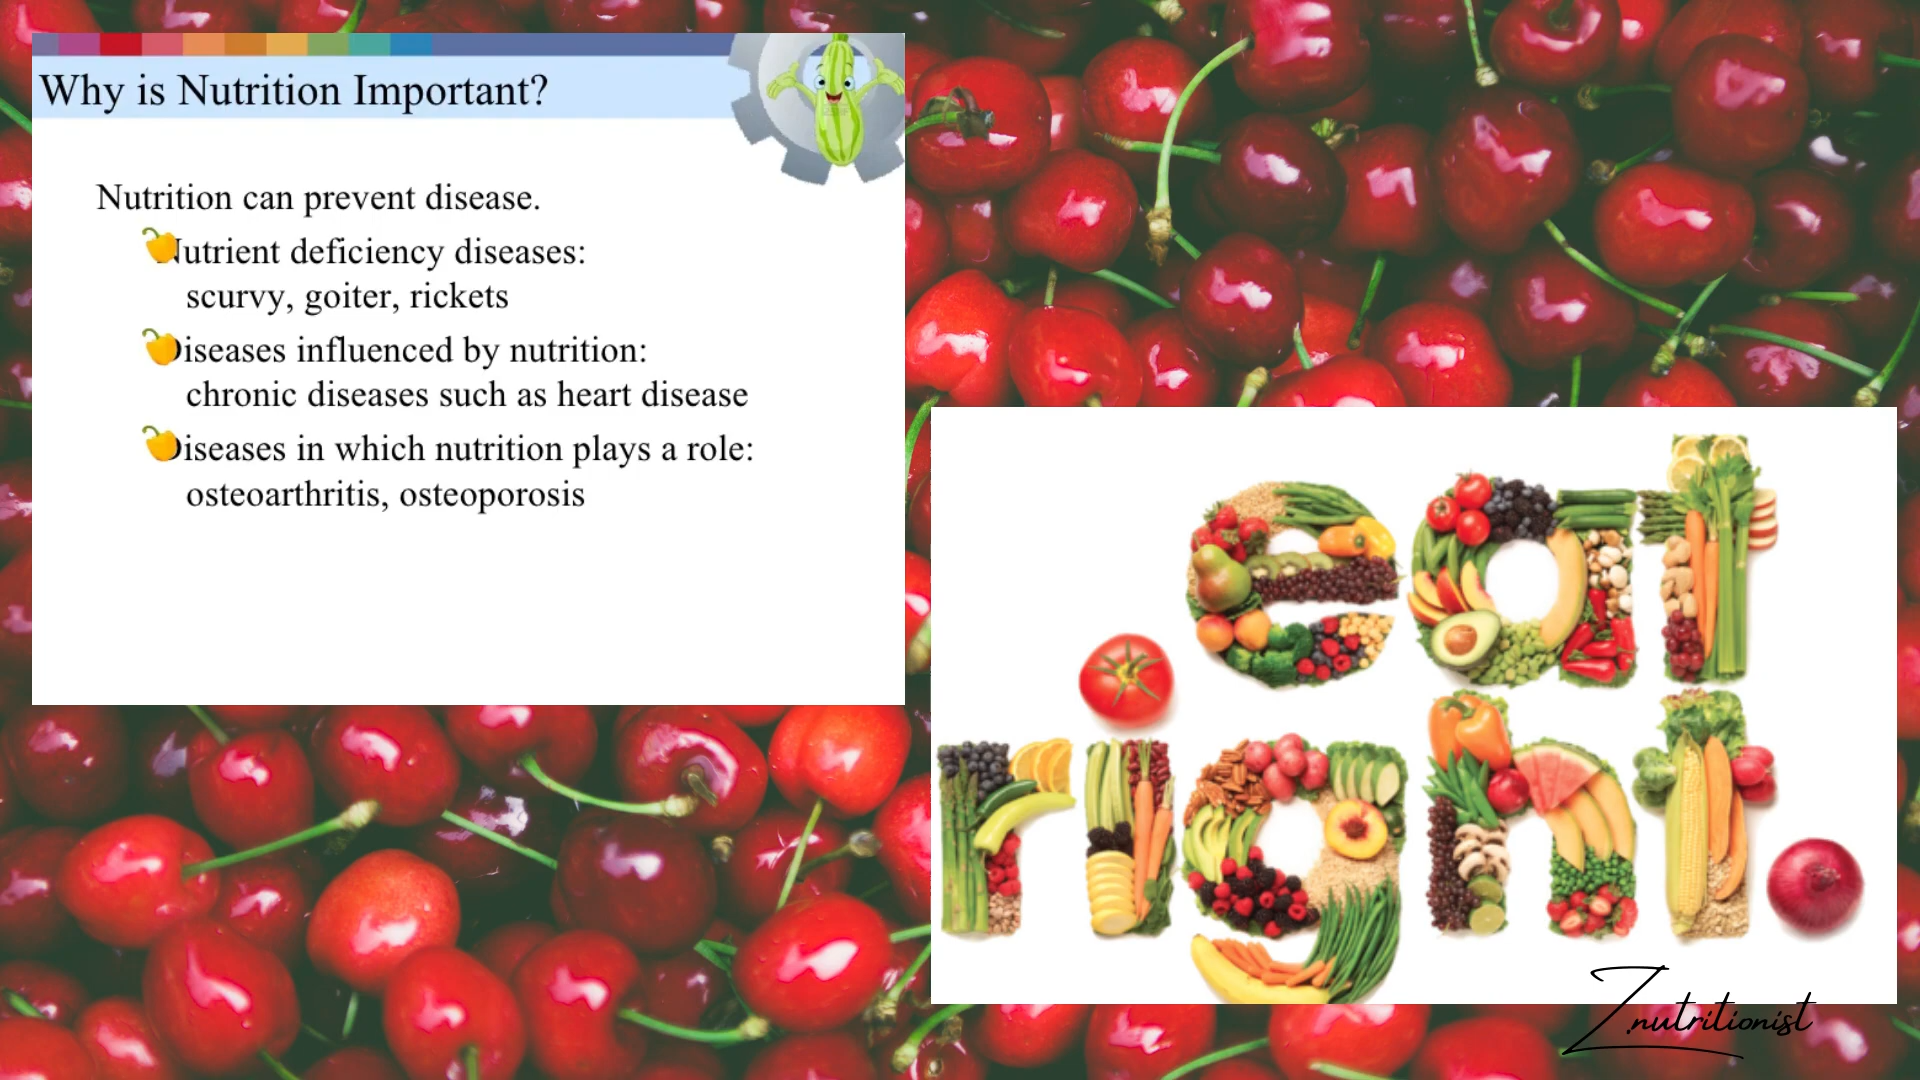 Why is Nutrition Important?
Nutrition can prevent disease.
Nutrient deficiency diseases:
scurvy, goiter, rickets
Diseases influenced by nutrition:
chronic diseases such as heart disease
Diseases in which nutrition plays a role:
osteoarthritis, osteoporosis
eat
right.
Z.nutritionist